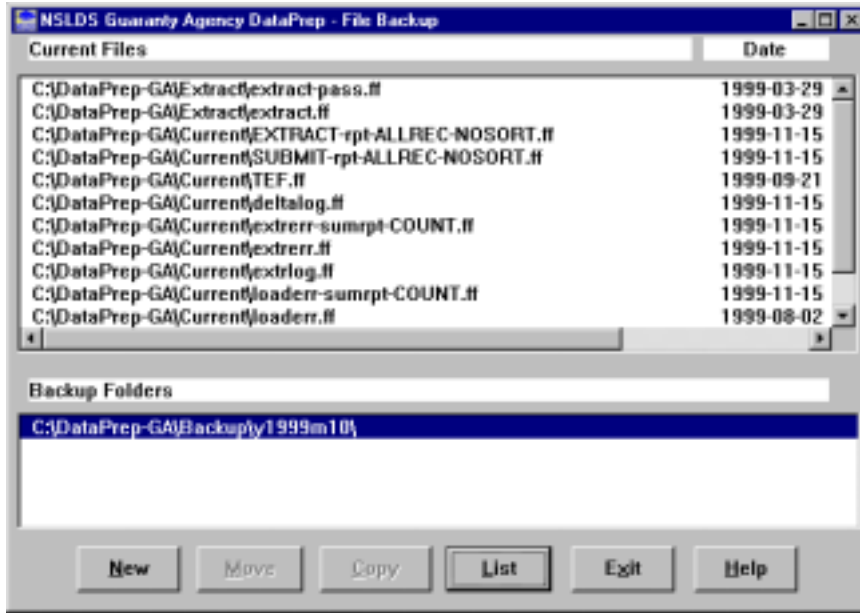 NSLDS Guaranty Agency DataPrep - File Backup
Current Files Date
C:\DataPrep-GA\Extract\extract-pass.ff 1999-03-29
C:\DataPrep-GA\Extract\extract.ff 1999-03-29
C:\DataPrep-GA\Current\EXTRACT-rpt-ALLREC-NOSORT.ff 1999-11-15
C:\DataPrep-GA\Current\SUBMIT-rpt-ALLREC-NOSORT.ff 1999-11-15
C:\DataPrep-GA\Current\TEF.ff 1999-09-21
C:\DataPrep-GA\Current\deltalog.ff 1999-11-15
C:\DataPrep-GA\Current\extrerr-sumrpt-COUNT.ff 1999-11-15
C:\DataPrep-GA\Current\extrerr.ff 1999-11-15
C:\DataPrep-GA\Current\extrlog.ff 1999-11-15
C:\DataPrep-GA\Current\loaderr-sumrpt-COUNT.ff 1999-11-15
C:\DataPrep-GA\Current\loaderr.ff 1999-08-02
Backup Folders
C:\DataPrep-GA\Backup\y1999m10\
New Move Copy List Exit Help